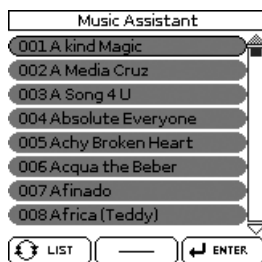 Music Assistant
001 A kind Magic
002 A Media Cruz
003 A Song 4 U
004 Absolute Everyone
005 Achy Broken Heart
006 Acqua the Beber
007 Afinado
008 Africa (Teddy)
LIST
ENTER